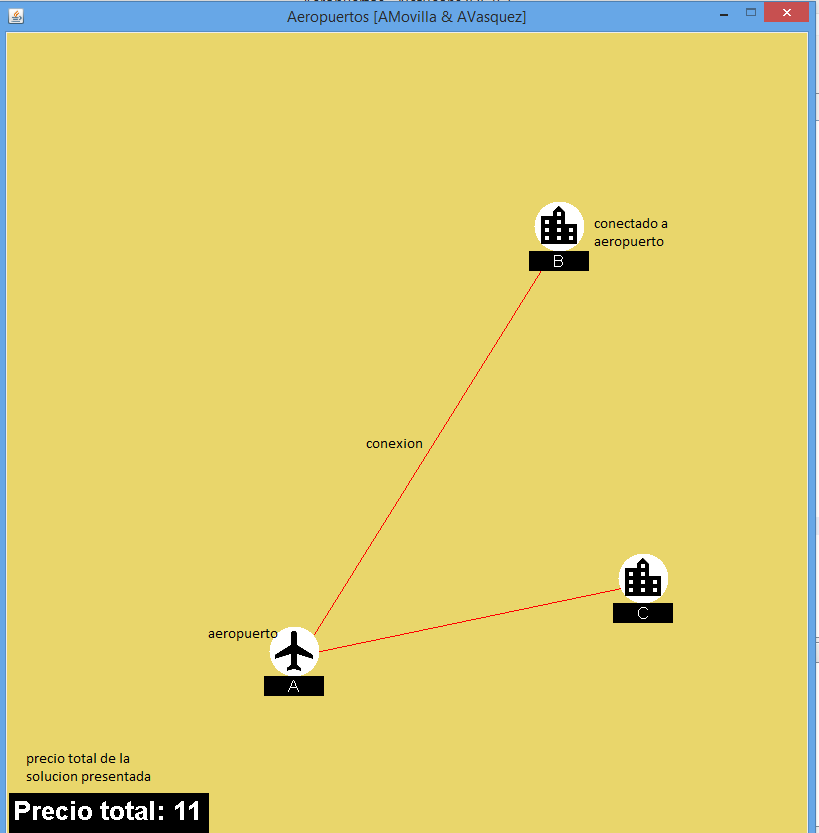 Aeropuertos [AMovilla & AVasquez]
conectado a
aeropuerto
B
conexion
C
aeropuerto
A
precio total de la
solucion presentada
Precio total: 11